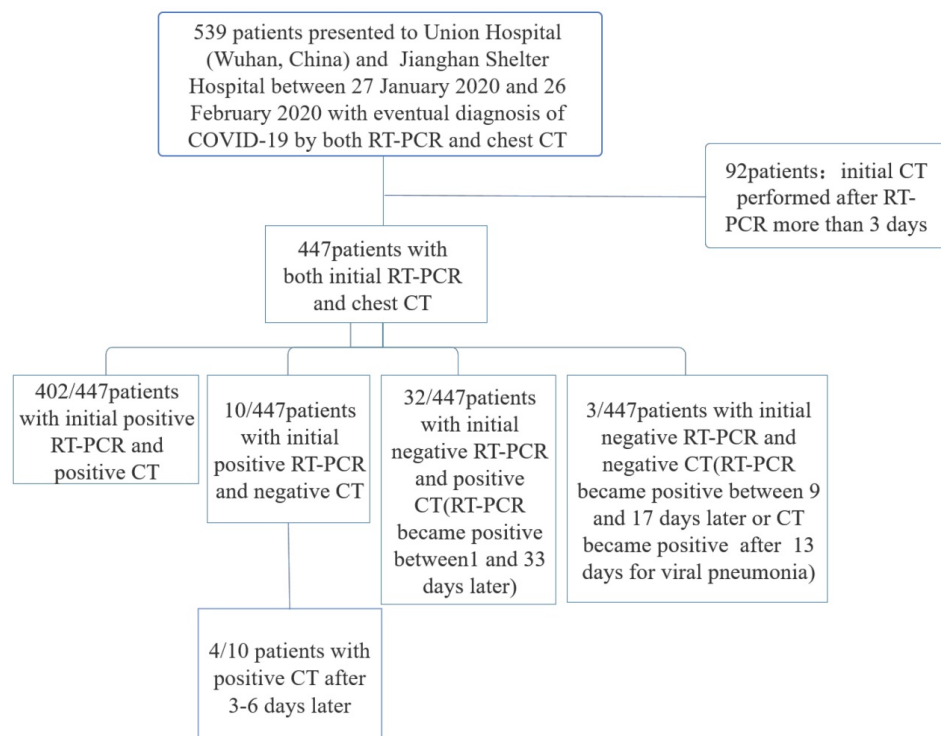 539 patients presented to Union Hospital
(Wuhan, China) and Jianghan Shelter
Hospital between 27 January 2020 and 26
February 2020 with eventual diagnosis of
COVID-19 by both RT-PCR and chest CT
92patients：initial CT
performed after RT-
PCR more than 3 days
447patients with
both initial RT-PCR
and chest CT
402/447patients
with initial positive
RT-PCR and
positive CT
10/447patients
with initial
positive RT-PCR
and negative CT
32/447patients
with initial
negative RT-PCR
and positive
CT(RT-PCR
became positive
between1 and 33
days later)
3/447patients with initial
negative RT-PCR and
negative CT(RT-PCR
became positive between 9
and 17 days later or CT
became positive after 13
days for viral pneumonia)
4/10 patients with
positive CT after
3-6 days later